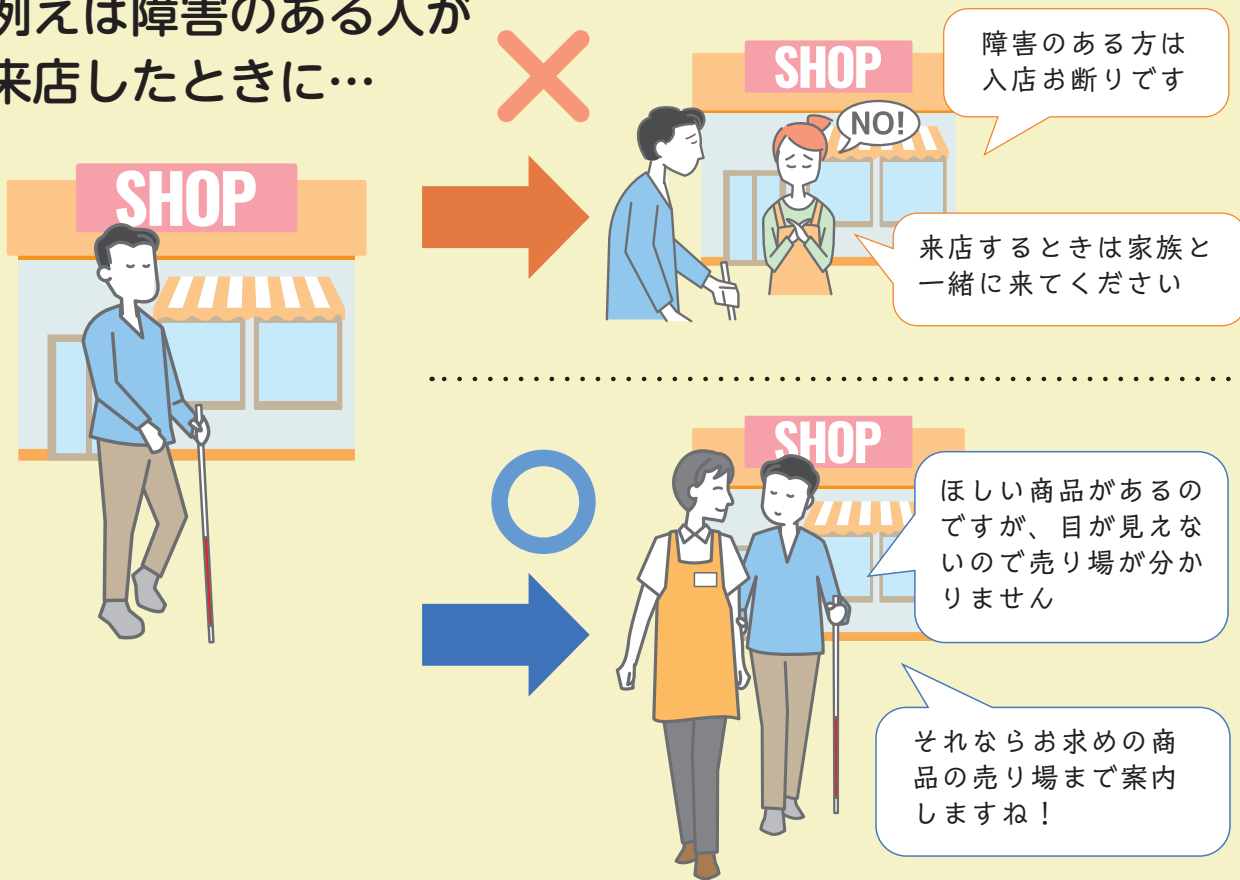 例えば障害のある人が
来店したときに…
SHOP
SHOP
NO!
障害のある方は
入店お断りです
来店するときは家族と
一緒に来てください
SHOP
ほしい商品があるの
ですが、目が見えな
いので売り場が分か
りません
それならお求めの商
品の売り場まで案内
しますね！